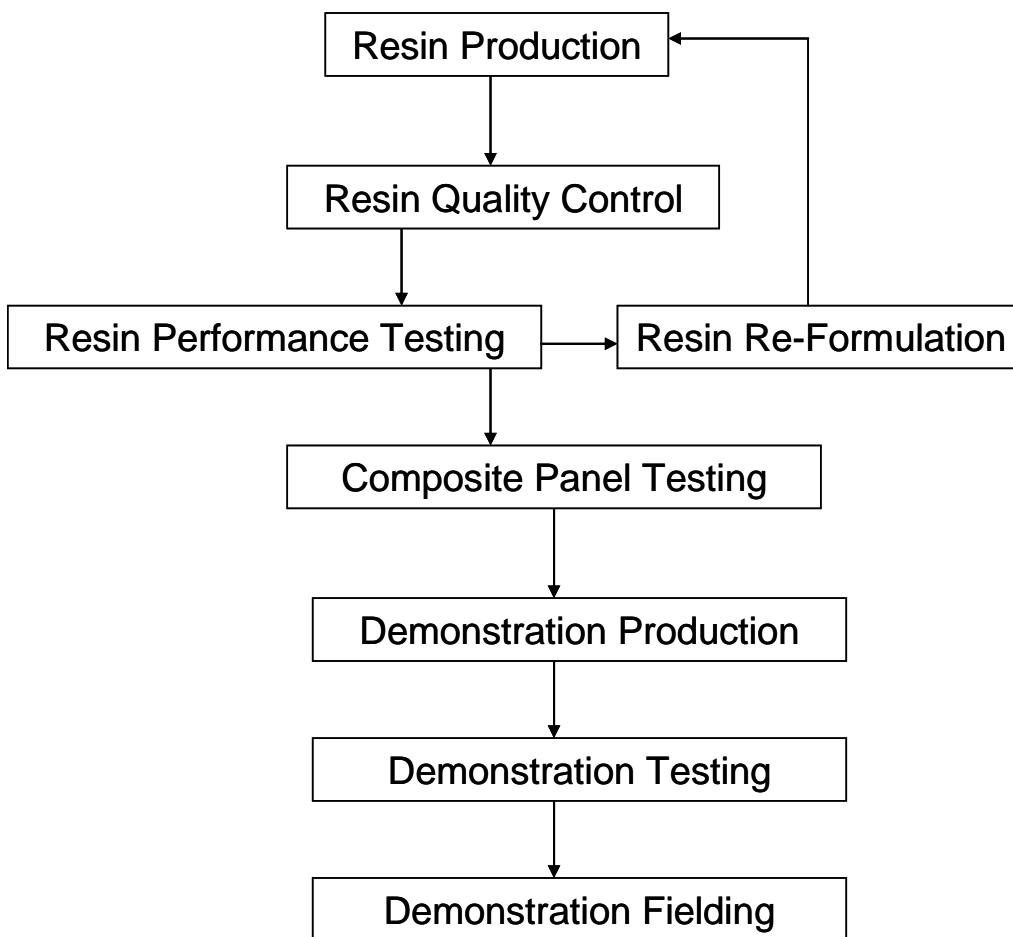 Resin Production
Resin Quality Control
Resin Performance Testing
Resin Re-Formulation
Composite Panel Testing
Demonstration Production
Demonstration Testing
Demonstration Fielding